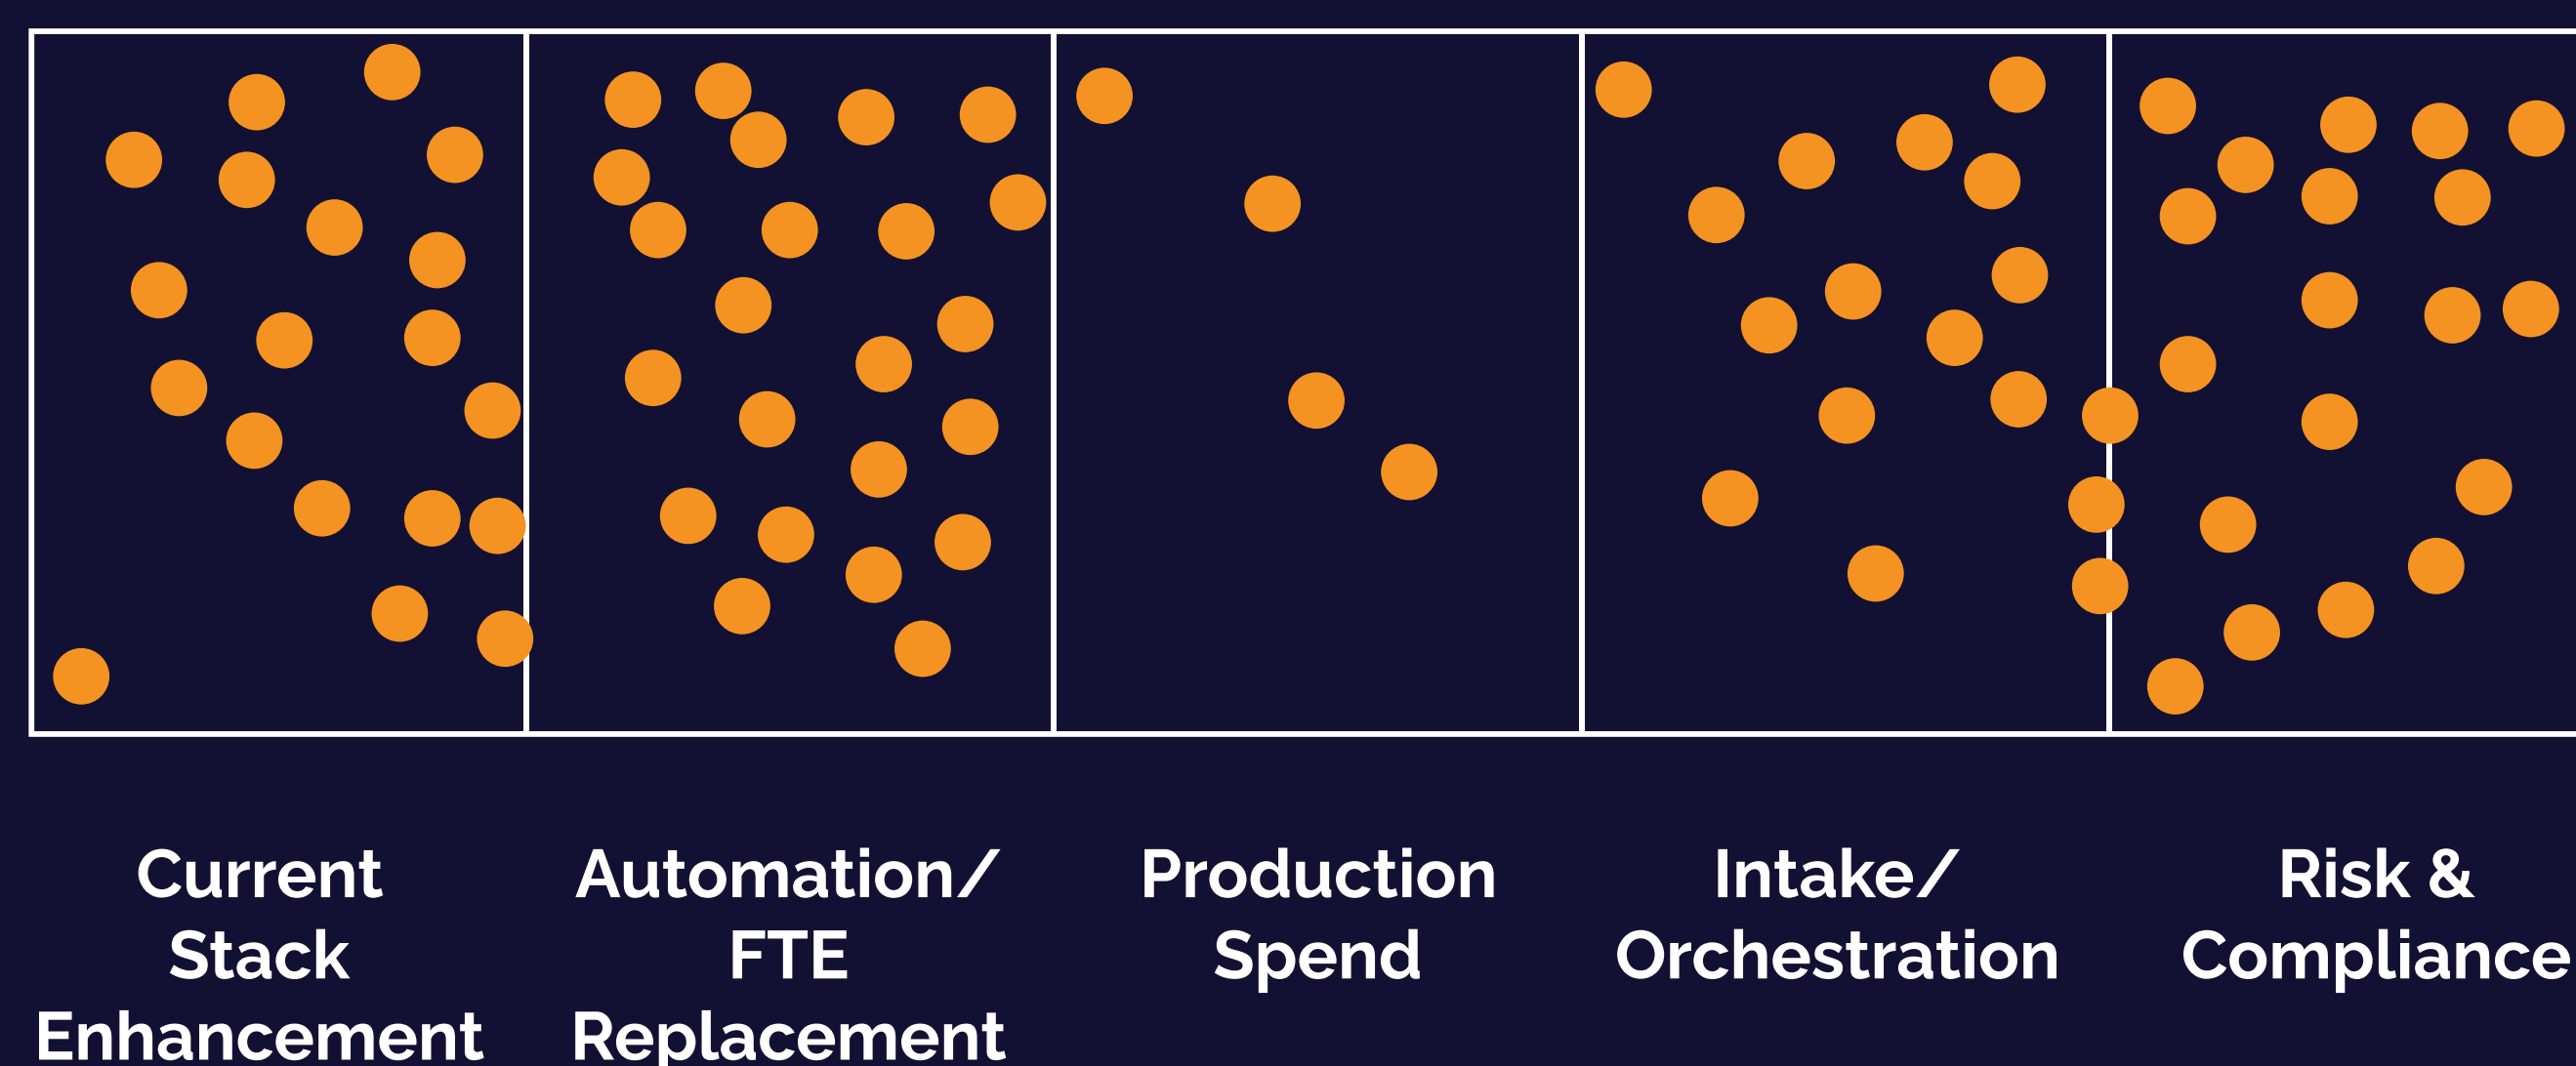 Current
Stack
Enhancement
Automation/
FTE
Replacement
Production
Spend
Intake/
Orchestration
Risk &
Compliance